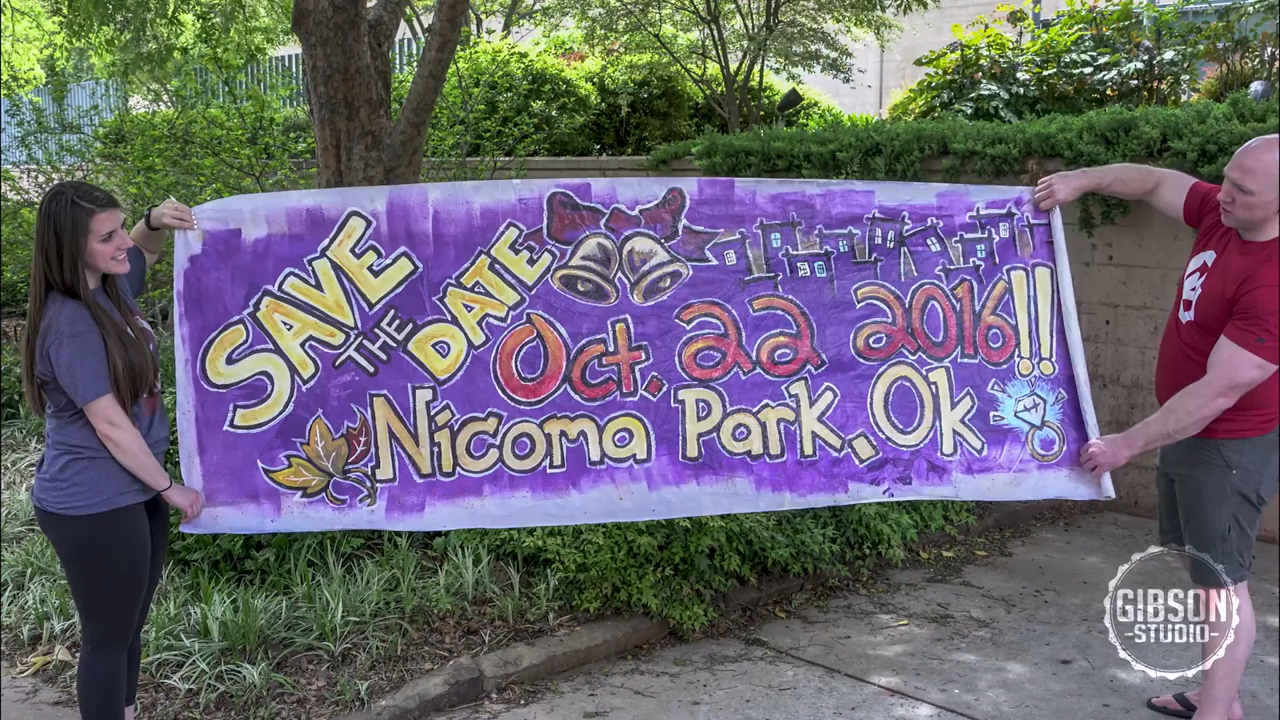 SAVE
THE
DATE
Oct. 22 2016!!
Nicoma Park, Ok
GIBSON
-STUDIO-